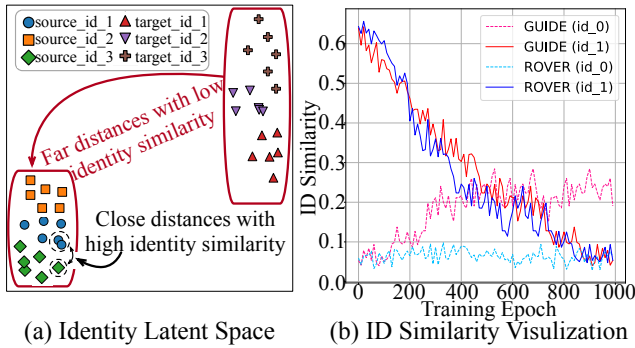 source_id_1 target_id_1
source_id_2 target_id_2
source_id_3 target_id_3
Far distances with low
identity similarity
Close distances with
high identity similarity
(a) Identity Latent Space
GUIDE (id_0)
GUIDE (id_1)
ROVER (id_0)
ROVER (id_1)
ID Similarity
0.6
0.5
0.4
0.3
0.2
0.1
0.0
0 200 400 600 800 1000
Training Epoch
(b) ID Similarity Visulization